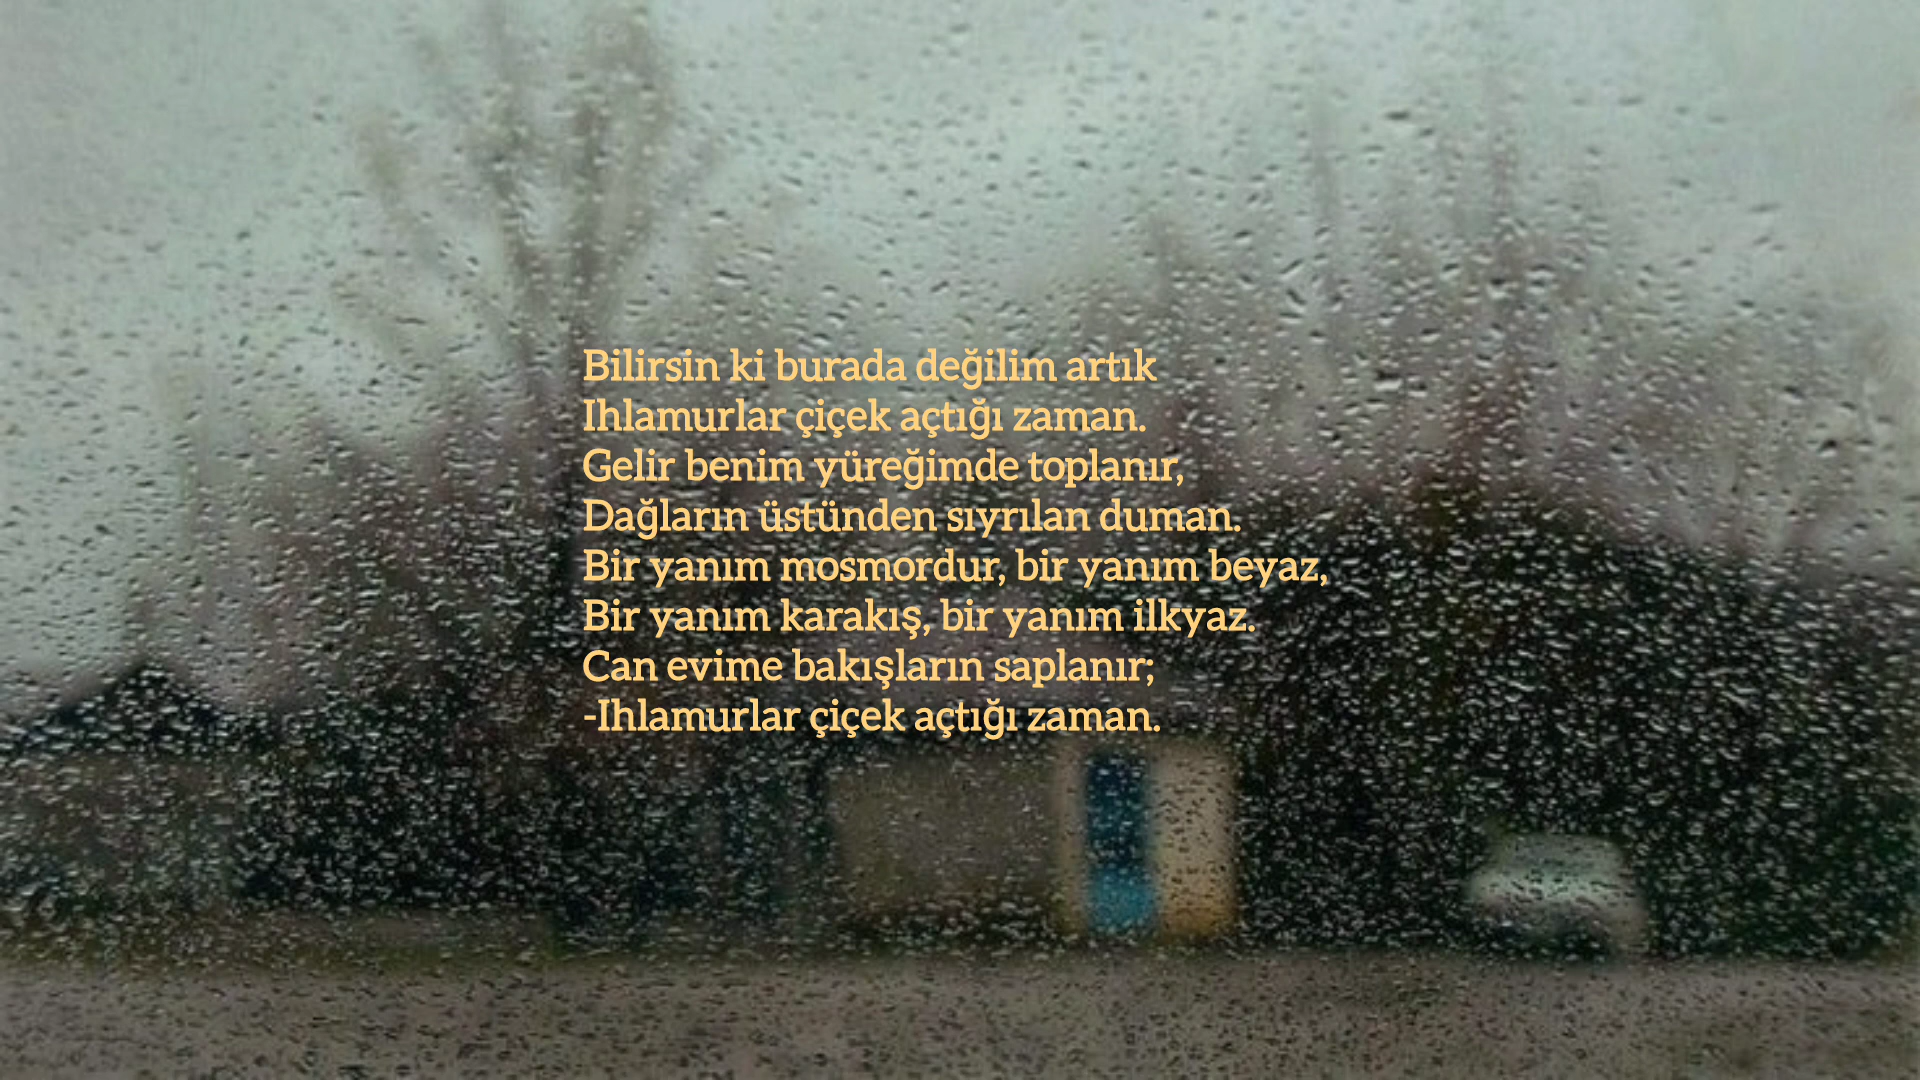 Bilirsin ki burada değilim artık
Ihlamurlar çiçek açtığı zaman.
Gelir benim yüreğimde toplanır,
Dağların üstünden sıyrılan duman.
Bir yanım mosmordur, bir yanım beyaz,
Bir yanım karakış, bir yanım ilkyaz.
Can evime bakışların saplanır;
-Ihlamurlar çiçek açtığı zaman.